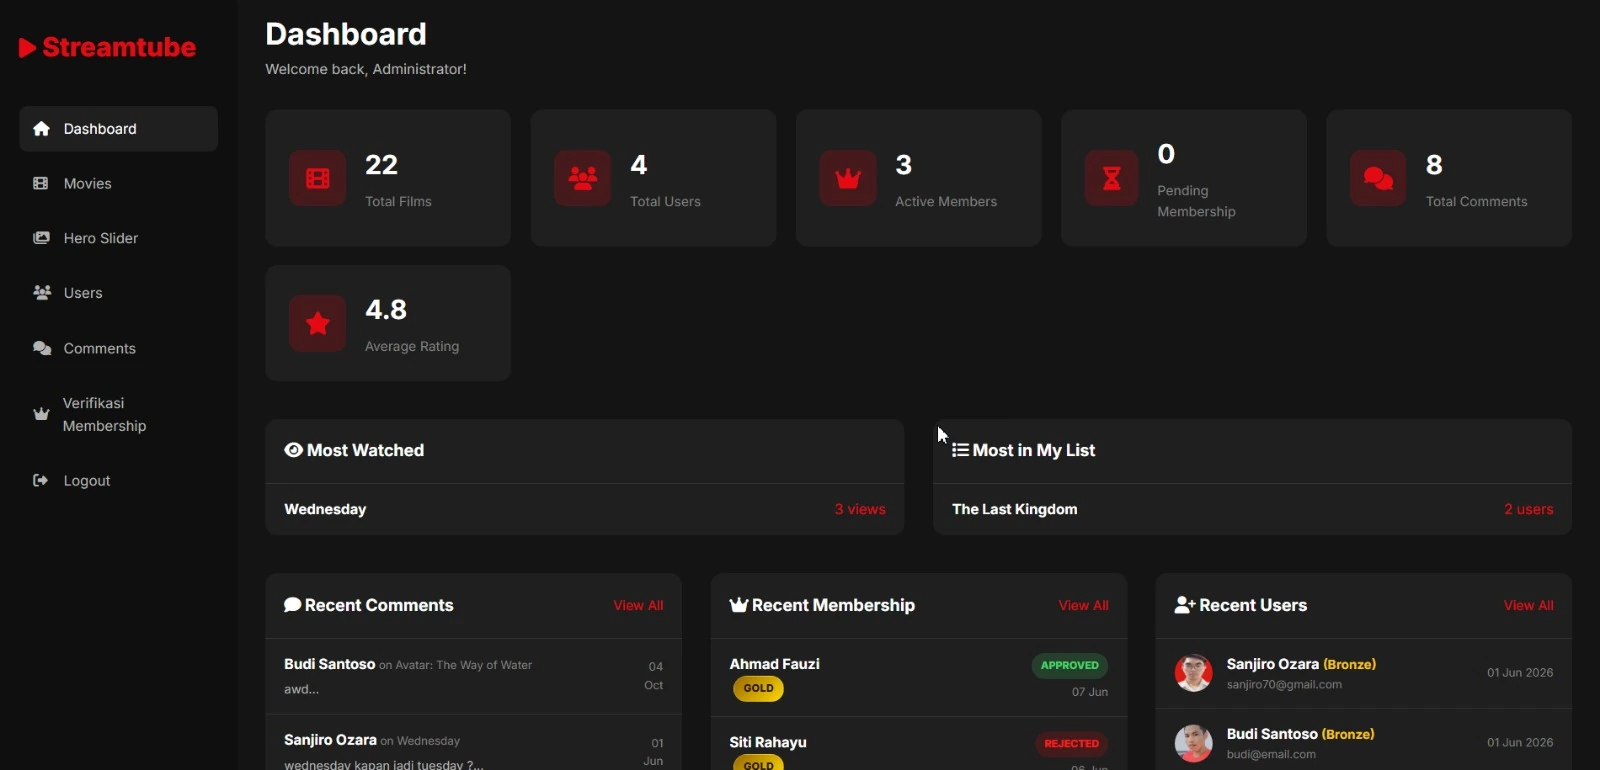 Streamtube
Dashboard
Movies
Hero Slider
Users
Comments
Verifikasi
Membership
Logout
Dashboard
Welcome back, Administrator!
22
Total Films
4
Total Users
3
Active Members
0
Pending
Membership
8
Total Comments
4.8
Average Rating
Most Watched
Wednesday 3 views
Most in My List
The Last Kingdom 2 users
Recent Comments View All
Budi Santoso on Avatar: The Way of Water 04 Oct
awd...
Sanjiro Ozara on Wednesday 01 Jun
wednesday kapan jadi tuesday ?...
Recent Membership View All
Ahmad Fauzi APPROVED
GOLD 07 Jun
Siti Rahayu REJECTED
GOLD 06 Jun
Recent Users View All
Sanjiro Ozara (Bronze) 01 Jun 2026
sanjiro70@gmail.com
Budi Santoso (Bronze) 01 Jun 2026
budi@email.com